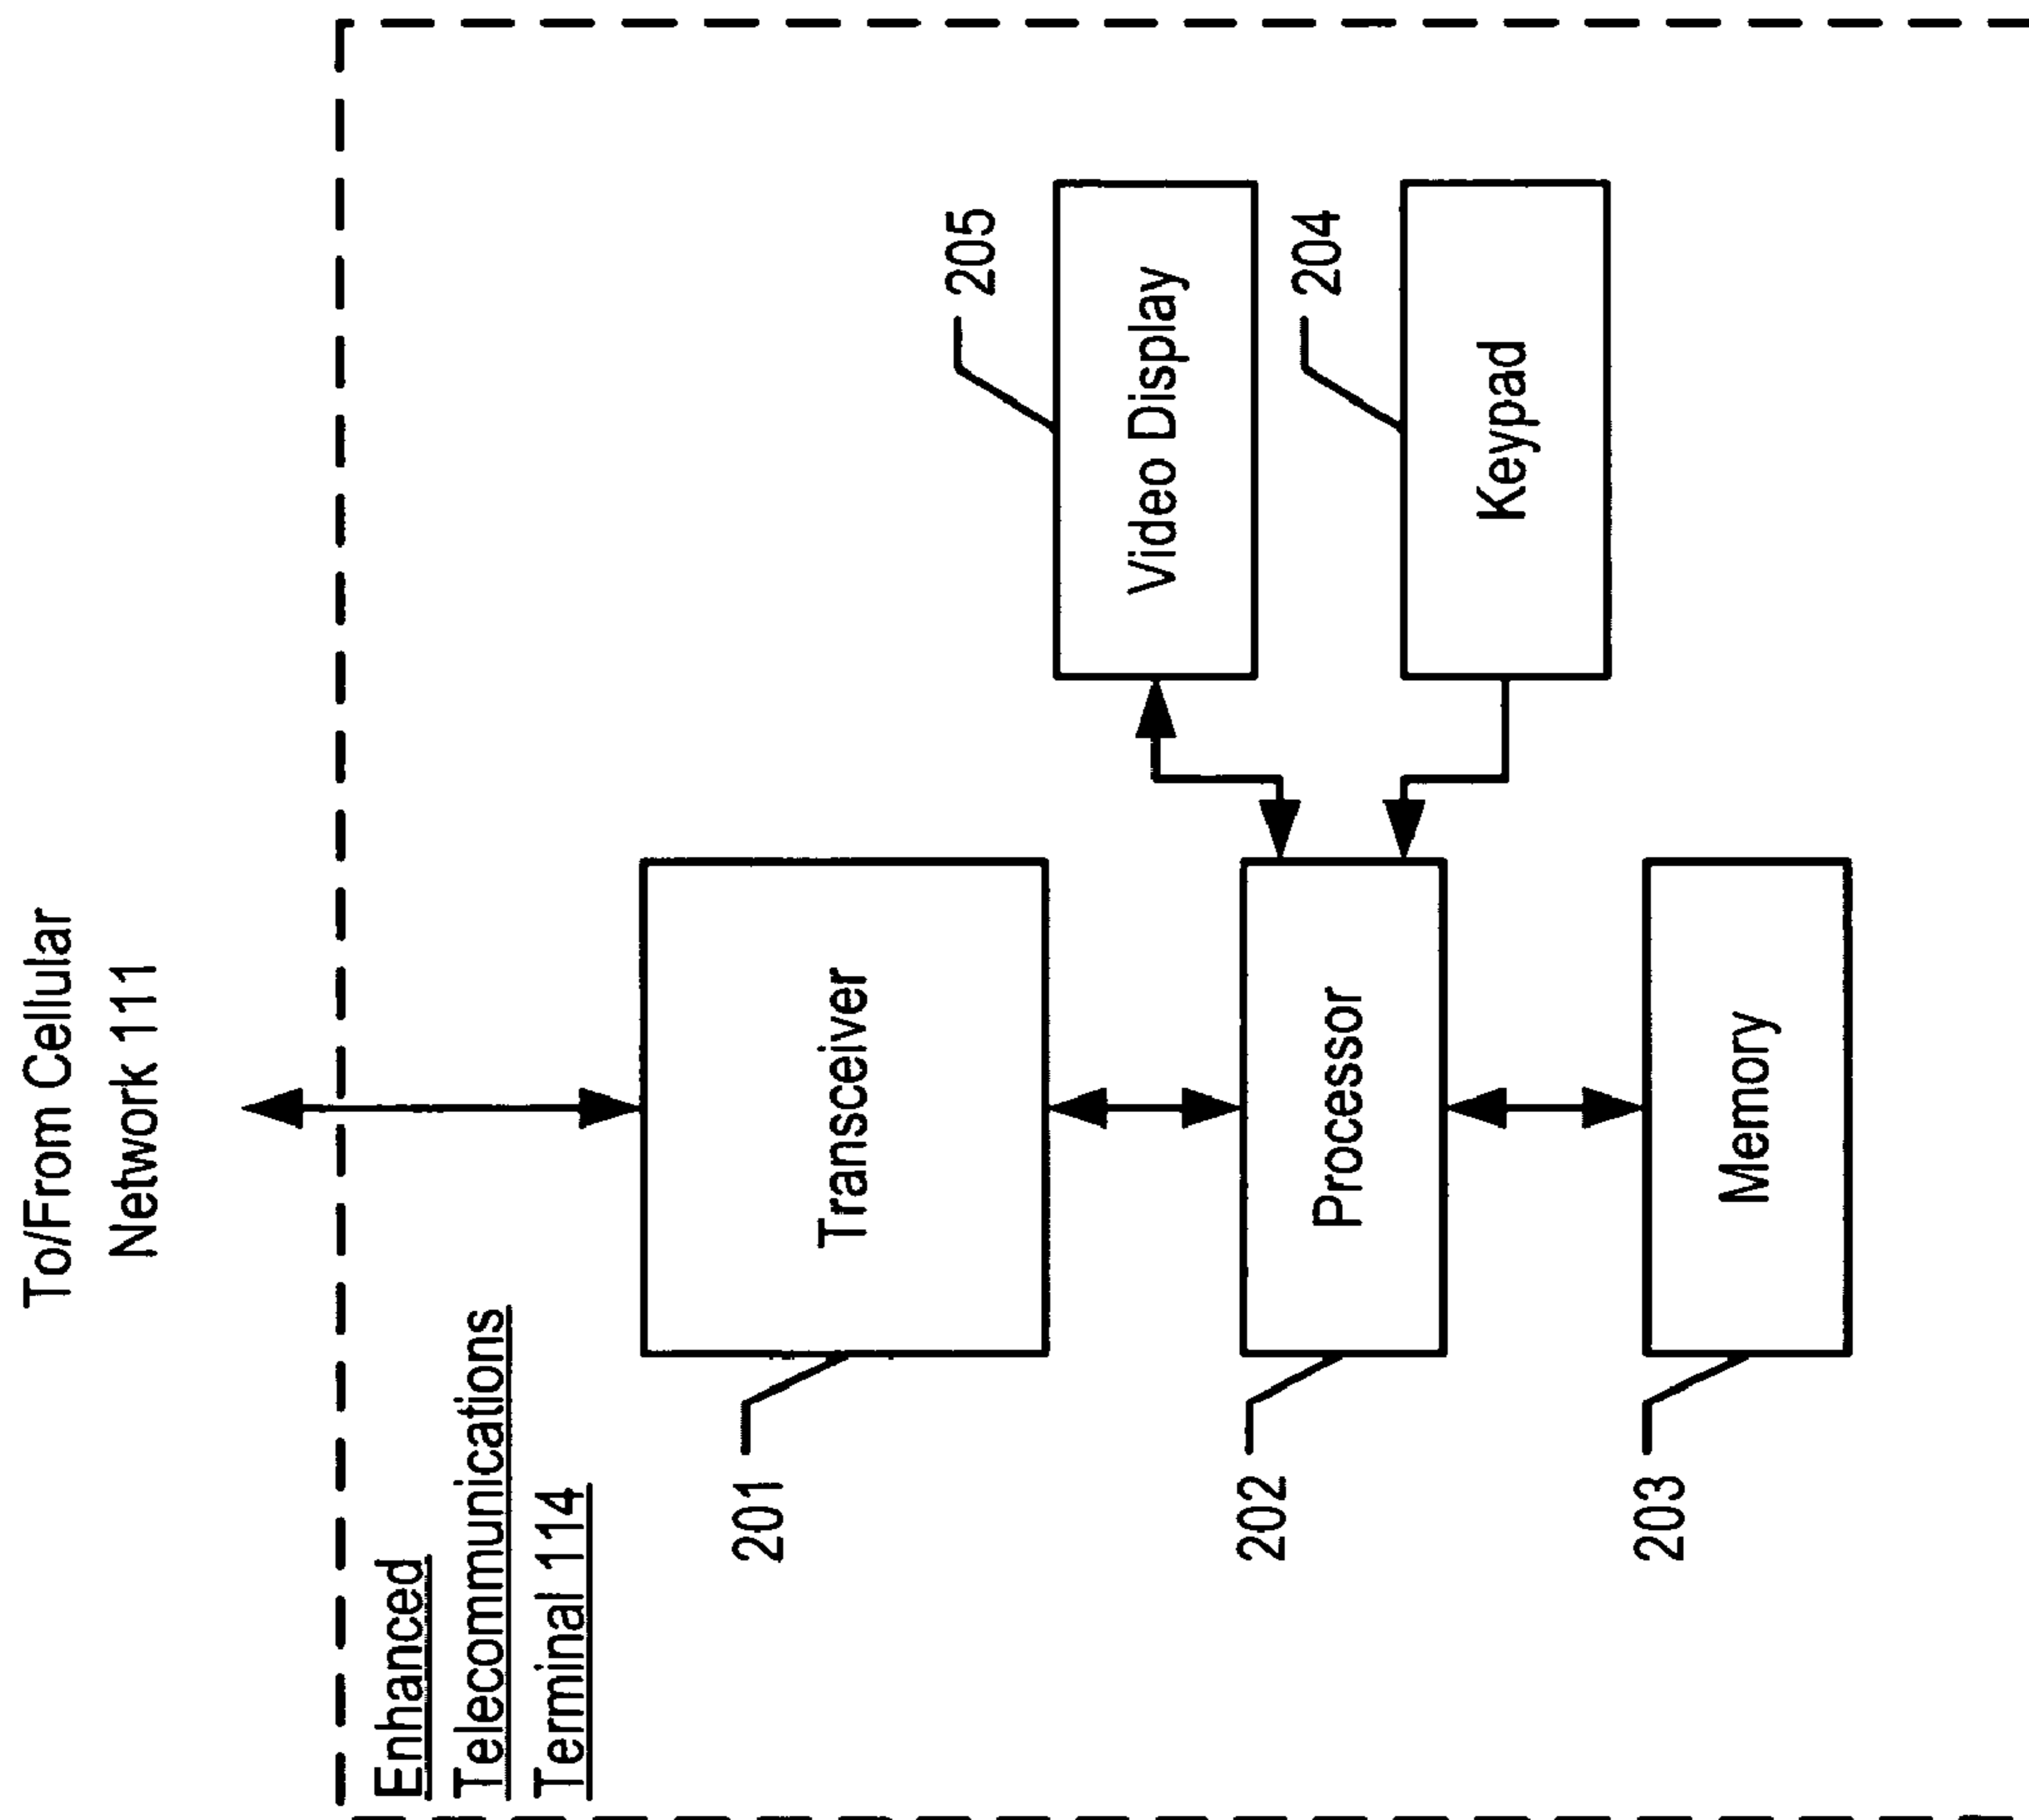 To/From Cellular
Network 111
Enhanced
Telecommunications
Terminal 114
201
Transceiver
205
Video Display
202
Processor
204
Keypad
203
Memory